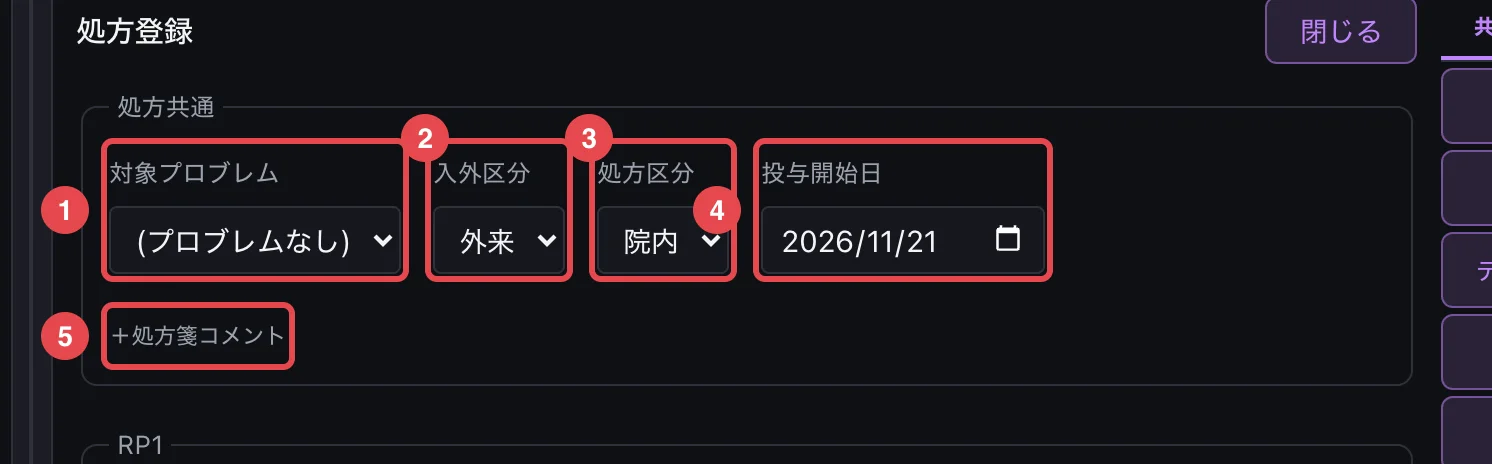 処方登録
閉じる
共
処方共通
1 対象プロブレム
(プロブレムなし)
2 入外区分
外来
3 処方区分
院内
4 投与開始日
2026/11/21
5 +処方箋コメント
テ
RP1